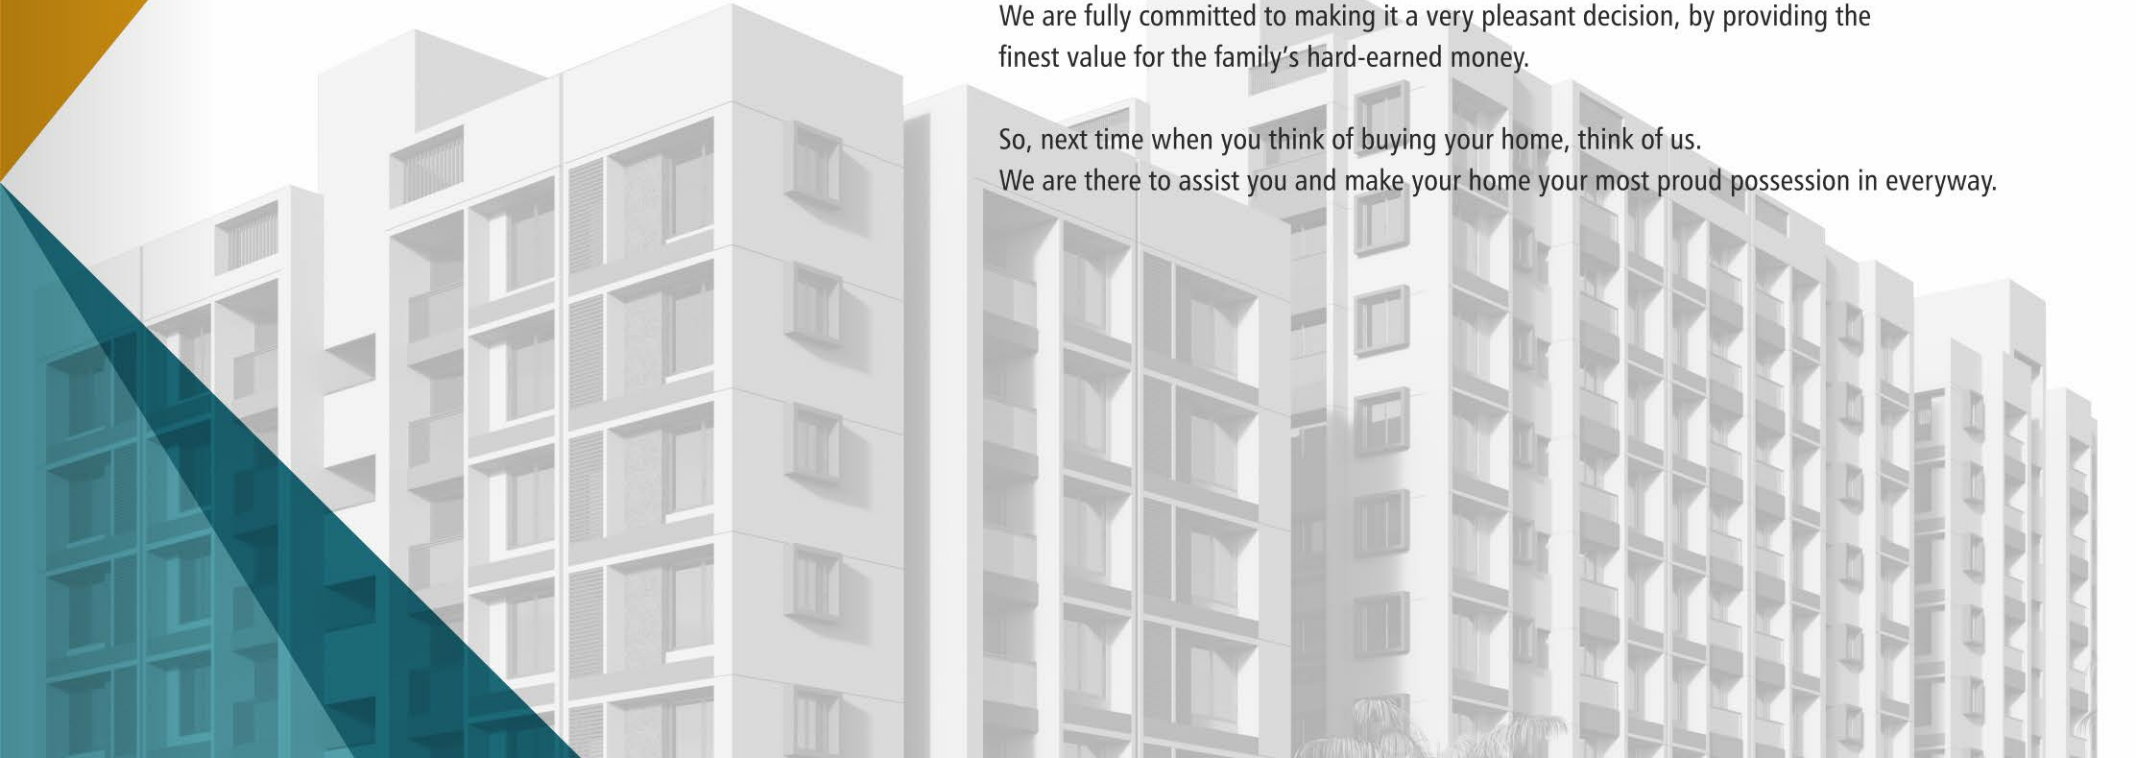 We are fully committed to making it a very pleasant decision, by providing the
finest value for the family’s hard-earned money.
So, next time when you think of buying your home, think of us.
We are there to assist you and make your home your most proud possession in everyway.